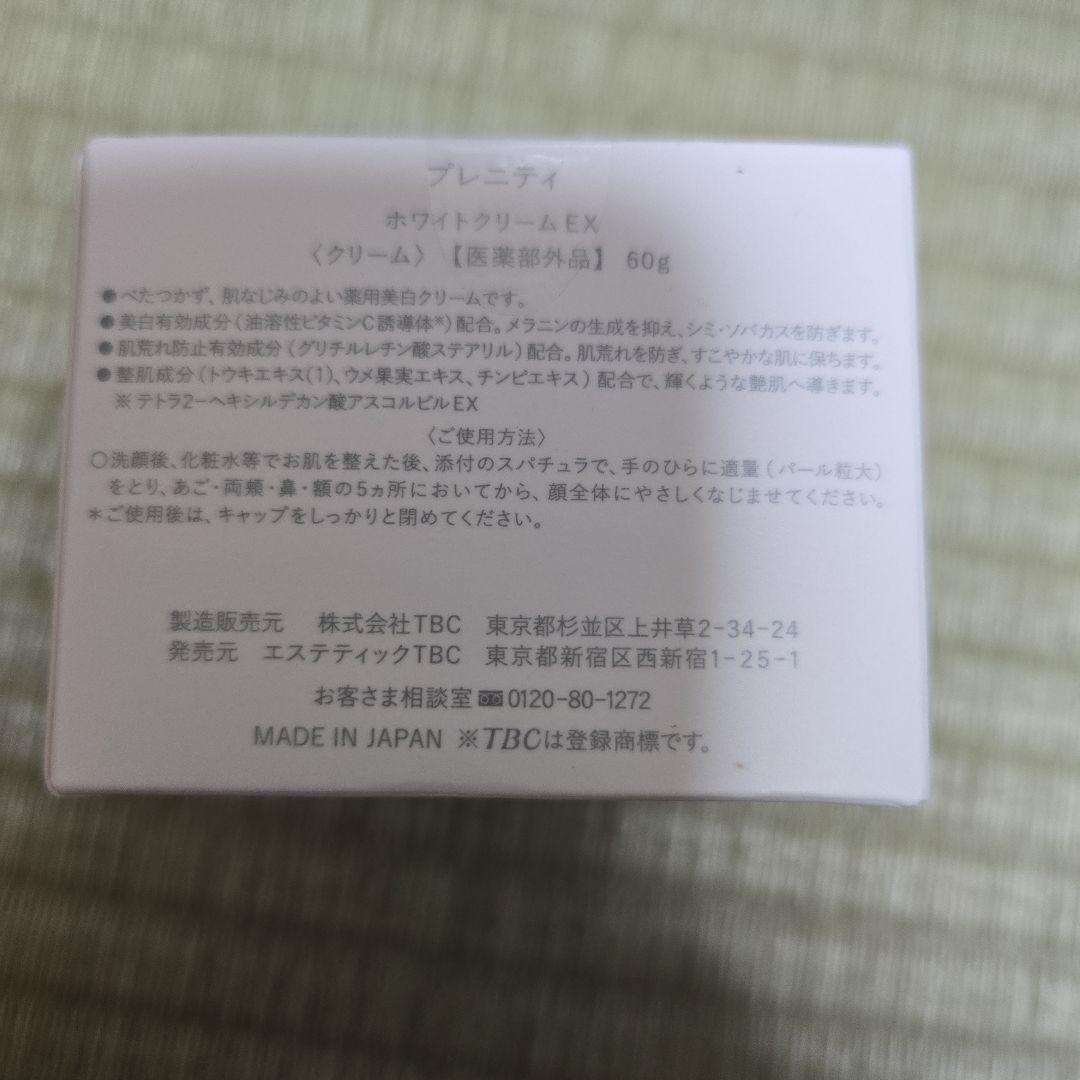 プレニティ
ホワイトクリームEX
〈クリーム〉【医薬部外品】 60g
●べたつかず、肌なじみのよい薬用美白クリームです。
●美白有効成分(油溶性ビタミンC誘導体*)配合。メラニンの生成を抑え、シミ・ソバカスを防ぎます。
●肌荒れ防止有効成分(グリチルレチン酸ステアリル)配合。肌荒れを防ぎ、すこやかな肌に保ちます。
●整肌成分(トウキエキス(1)、ウメ果実エキス、チンピエキス)配合で、輝くような艶肌へ導きます。
※テトラ2-ヘキシルデカン酸アスコルビルEX
〈ご使用方法〉
○洗顔後、化粧水等でお肌を整えた後、添付のスパチュラで、手のひらに適量(パール粒大)
をとり、あご・両頬・鼻・額の5ヵ所においてから、顔全体にやさしくなじませてください。
*ご使用後は、キャップをしっかりと閉めてください。
製造販売元 株式会社TBC 東京都杉並区上井草2-34-24
発売元 エステティックTBC 東京都新宿区西新宿1-25-1
お客さま相談室 0120-80-1272
MADE IN JAPAN ※TBCは登録商標です。